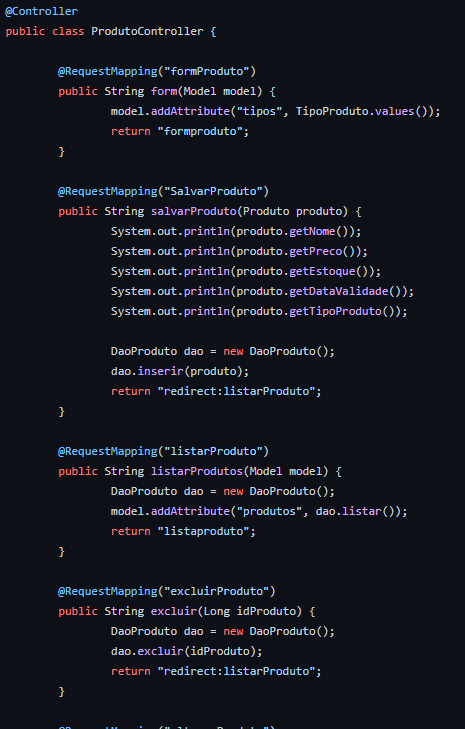 @Controller
public class ProdutoController {
@RequestMapping("formProduto")
public String form(Model model) {
model.addAttribute("tipos", TipoProduto.values());
return "formproduto";
}
@RequestMapping("SalvarProduto")
public String salvarProduto(Produto produto) {
System.out.println(produto.getNome());
System.out.println(produto.getPreco());
System.out.println(produto.getEstoque());
System.out.println(produto.getDataValidade());
System.out.println(produto.getTipoProduto());
DaoProduto dao = new DaoProduto();
dao.inserir(produto);
return "redirect:listarProduto";
}
@RequestMapping("listarProduto")
public String listarProdutos(Model model) {
DaoProduto dao = new DaoProduto();
model.addAttribute("produtos", dao.listar());
return "listaproduto";
}
@RequestMapping("excluirProduto")
public String excluir(Long idProduto) {
DaoProduto dao = new DaoProduto();
dao.excluir(idProduto);
return "redirect:listarProduto";
}